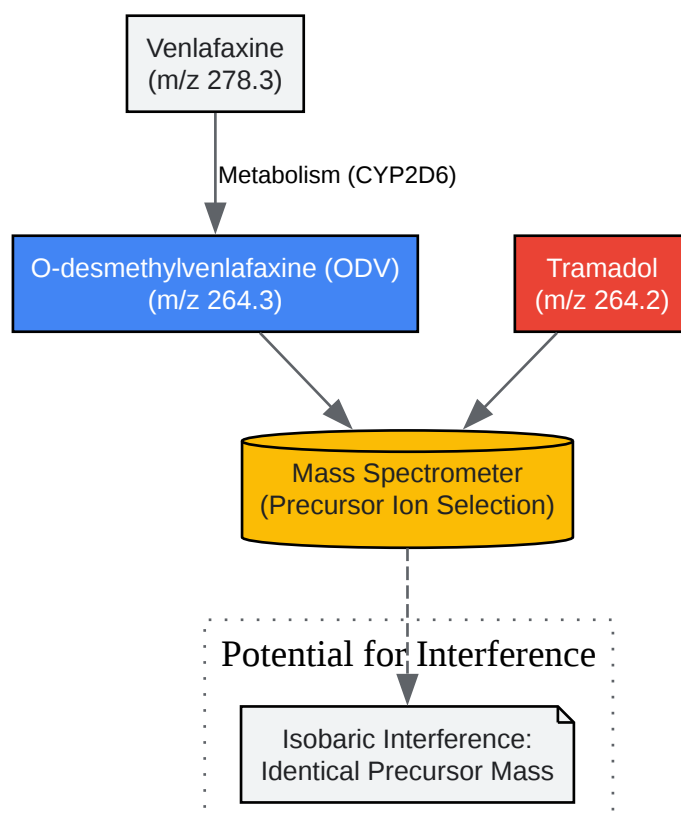 Venlafaxine
(m/z 278.3)
Metabolism (CYP2D6)
O-desmethylvenlafaxine (ODV)
(m/z 264.3)
Tramadol
(m/z 264.2)
Mass Spectrometer
(Precursor Ion Selection)
Potential for Interference
Isobaric Interference:
Identical Precursor Mass